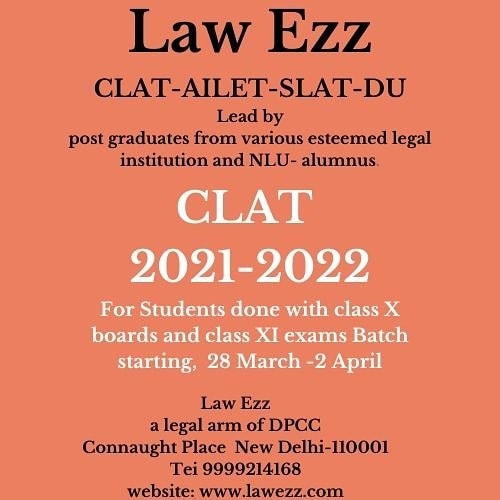 Law Ezz
CLAT-AILET-SLAT-DU
Lead by
post graduates from various esteemed legal
institution and NLU- alumnus.
CLAT
2021-2022
For Students done with class X
boards and class XI exams Batch
starting,  28 March -2 April
Law Ezz
a legal arm of DPCC
Connaught Place  New Delhi-110001
Tei 9999214168
website: www.lawezz.com